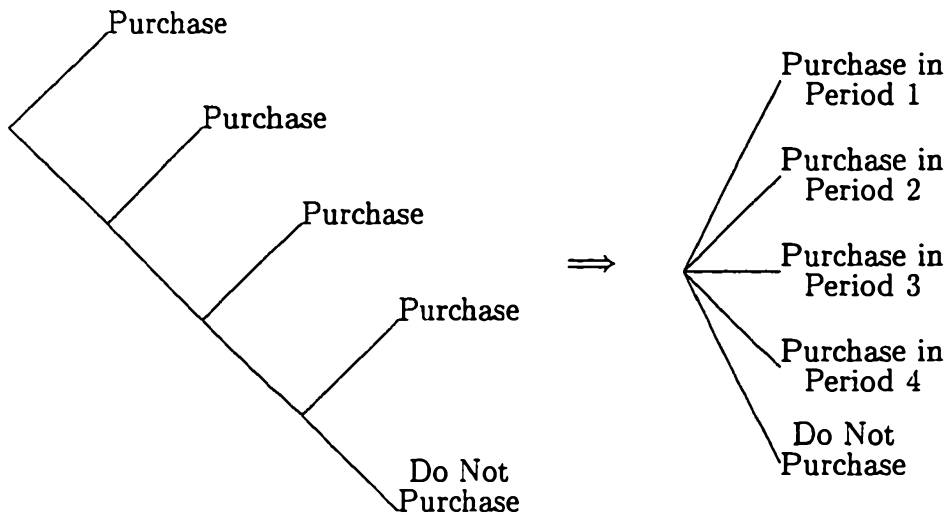 Purchase
Purchase
Purchase
Purchase
Do Not
Purchase
⟹
Purchase in
Period 1
Purchase in
Period 2
Purchase in
Period 3
Purchase in
Period 4
Do Not
Purchase